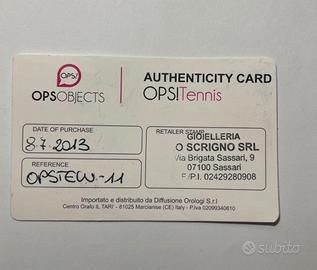 OPS!
OPSOBJECTS
AUTHENTICITY CARD
OPS!Tennis
DATE OF PURCHASE
8.7.2013
RETAILER STAMP
GIOIELLERIA
O SCRIGNO SRL
Via Brigata Sassari, 9
07100 Sassari
P.I. 02429280908
REFERENCE
OPSTEW-11
Importato e distribuito da Diffusione Orologi S.r.l
Centro Orafo IL TARI' - 81025 Marcianise (CE) Italy - P.Iva 02099340610
subito